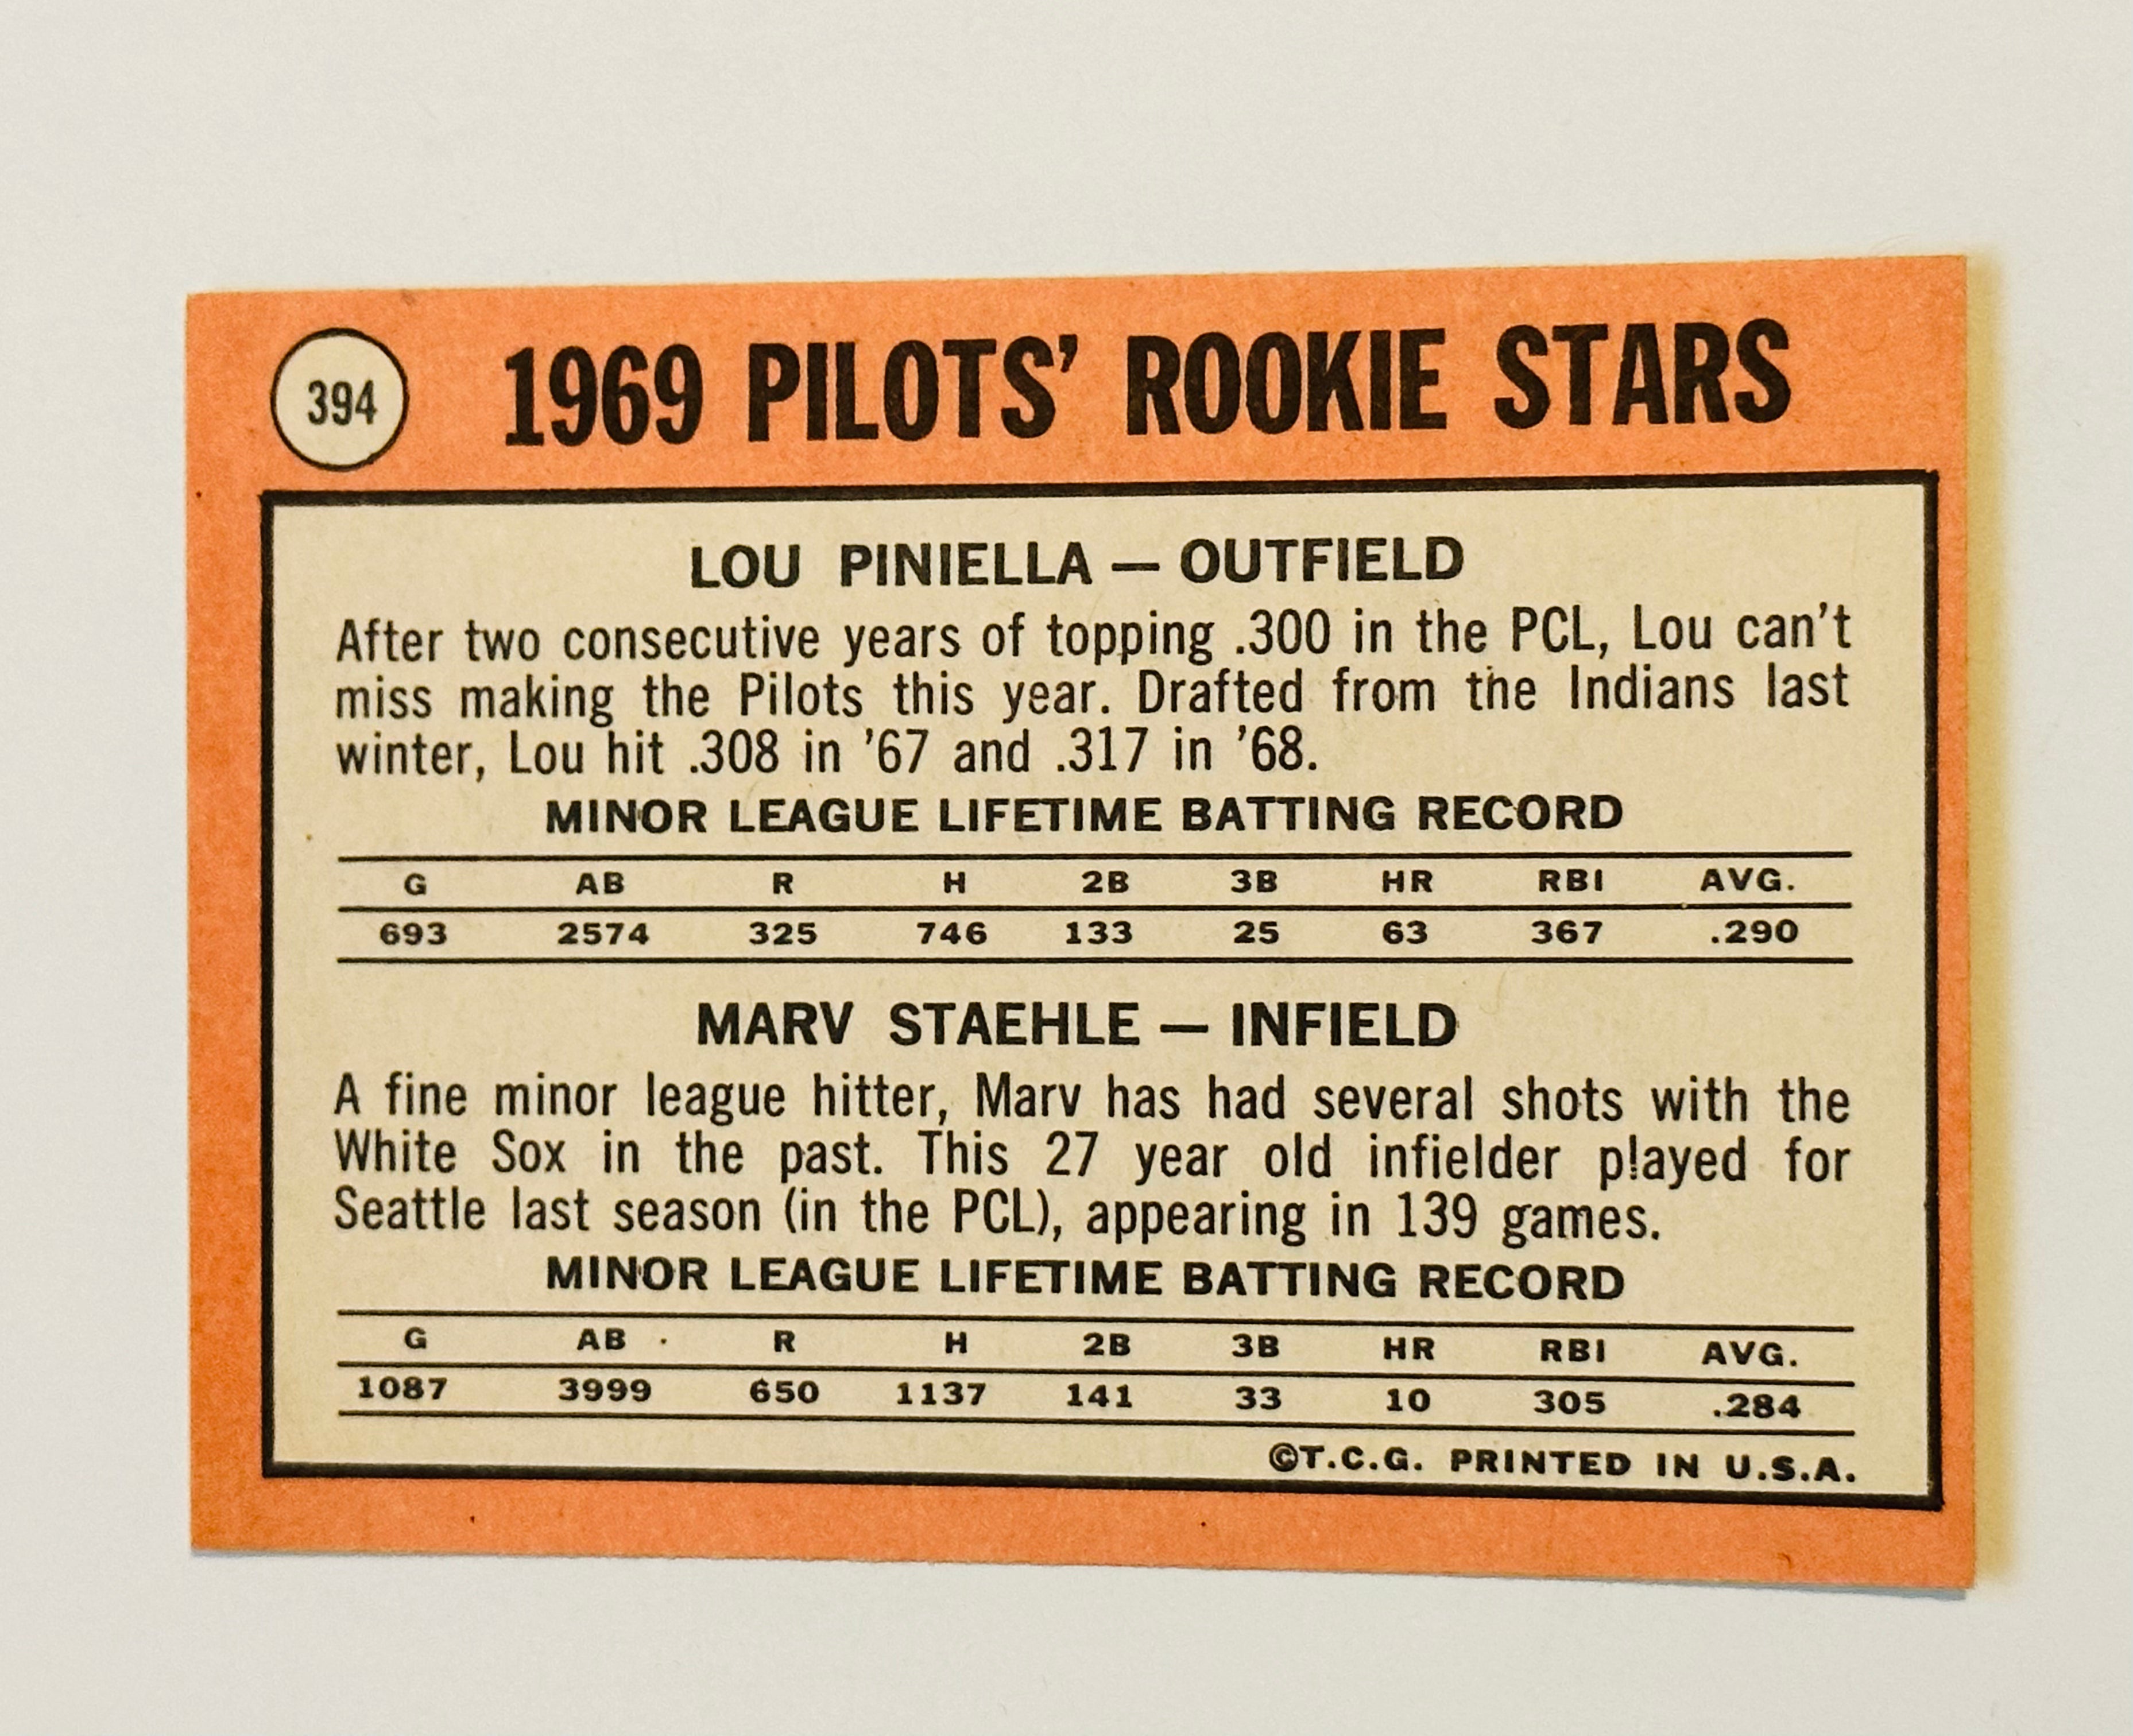 394
1969 PILOTS' ROOKIE STARS
LOU PINIELLA — OUTFIELD
After two consecutive years of topping .300 in the PCL, Lou can't
miss making the Pilots this year. Drafted from the Indians last
winter, Lou hit .308 in '67 and .317 in '68.
MINOR LEAGUE LIFETIME BATTING RECORD
G AB R H 2B 3B HR RBI AVG.
693 2574 325 746 133 25 63 367 .290
MARV STAEHLE — INFIELD
A fine minor league hitter, Marv has had several shots with the
White Sox in the past. This 27 year old infielder played for
Seattle last season (in the PCL), appearing in 139 games.
MINOR LEAGUE LIFETIME BATTING RECORD
G AB R H 2B 3B HR RBI AVG.
1087 3999 650 1137 141 33 10 305 .284
©T.C.G. PRINTED IN U.S.A.